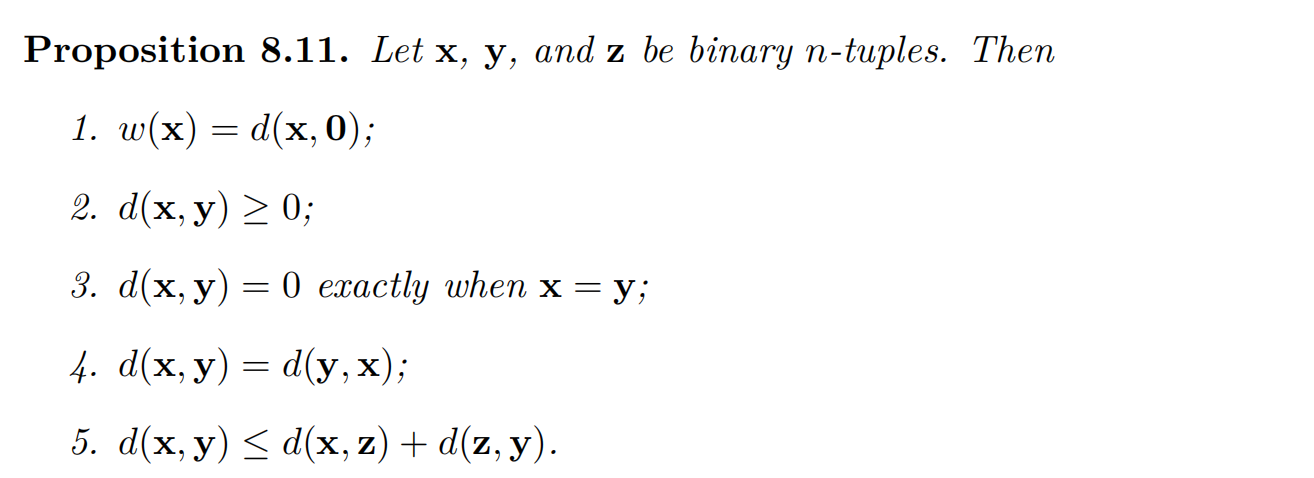 Proposition 8.11. Let x, y, and z be binary n-tuples. Then
1. w(x) = d(x, 0);
2. d(x, y) ≥ 0;
3. d(x, y) = 0 exactly when x = y;
4. d(x, y) = d(y, x);
5. d(x, y) ≤ d(x, z) + d(z, y).